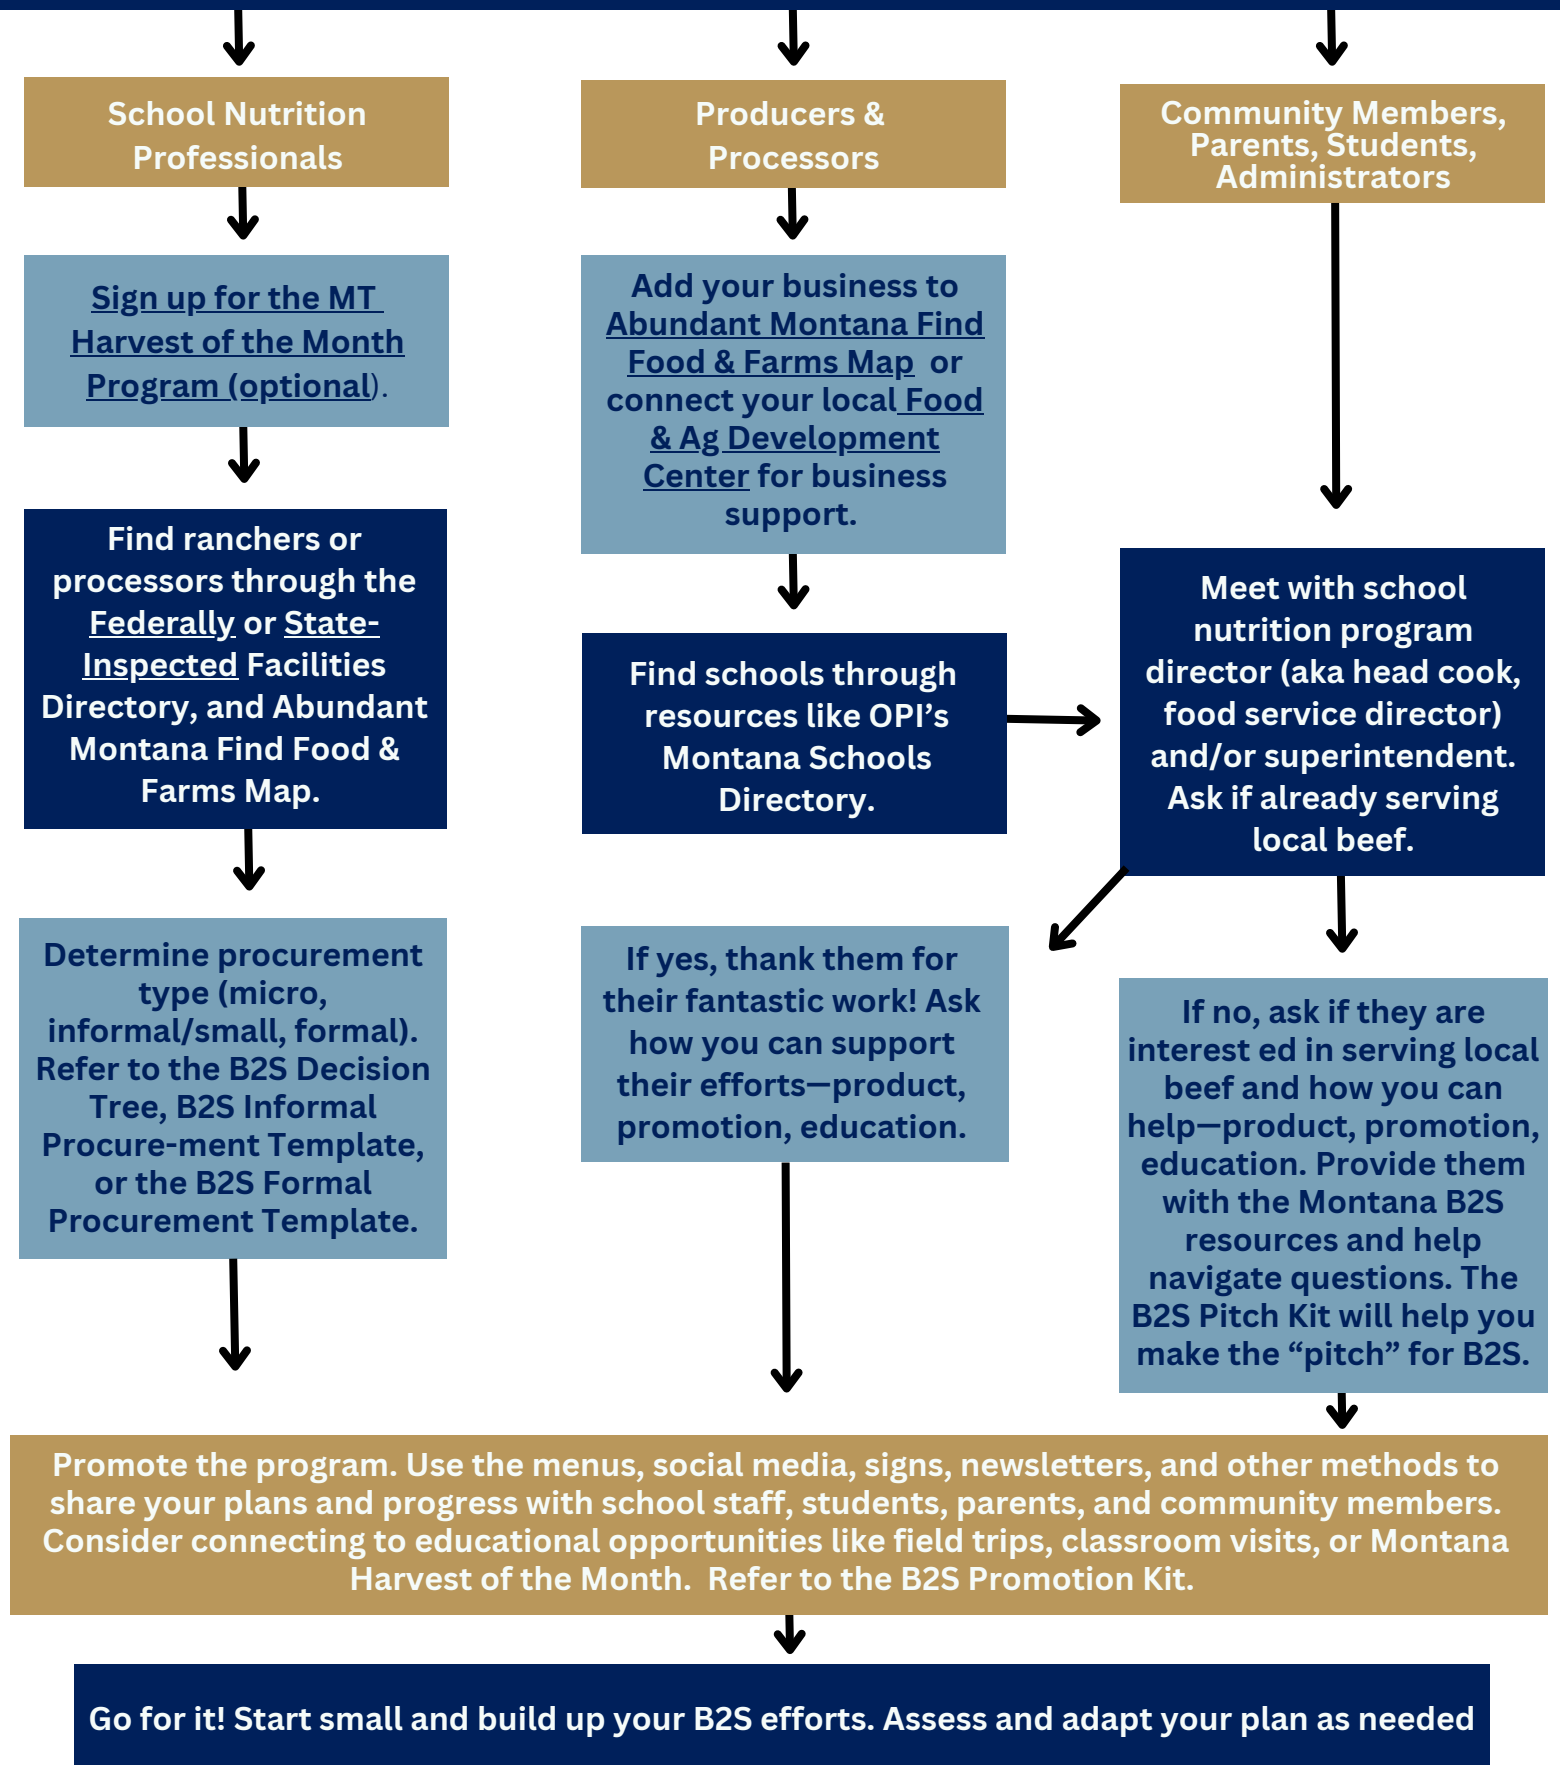 School Nutrition
Professionals
Producers &
Processors
Community Members,
Parents, Students,
Administrators
Sign up for the MT
Harvest of the Month
Program (optional).
Add your business to
Abundant Montana Find
Food & Farms Map or
connect your local Food
& Ag Development
Center for business
support.
Find ranchers or
processors through the
Federally or State-
Inspected Facilities
Directory, and Abundant
Montana Find Food &
Farms Map.
Find schools through
resources like OPI’s
Montana Schools
Directory.
Meet with school
nutrition program
director (aka head cook,
food service director)
and/or superintendent.
Ask if already serving
local beef.
Determine procurement
type (micro,
informal/small, formal).
Refer to the B2S Decision
Tree, B2S Informal
Procure-ment Template,
or the B2S Formal
Procurement Template.
If yes, thank them for
their fantastic work! Ask
how you can support
their efforts—product,
promotion, education.
If no, ask if they are
interest ed in serving local
beef and how you can
help—product, promotion,
education. Provide them
with the Montana B2S
resources and help
navigate questions. The
B2S Pitch Kit will help you
make the “pitch” for B2S.
Promote the program. Use the menus, social media, signs, newsletters, and other methods to
share your plans and progress with school staff, students, parents, and community members.
Consider connecting to educational opportunities like field trips, classroom visits, or Montana
Harvest of the Month. Refer to the B2S Promotion Kit.
Go for it! Start small and build up your B2S efforts. Assess and adapt your plan as needed